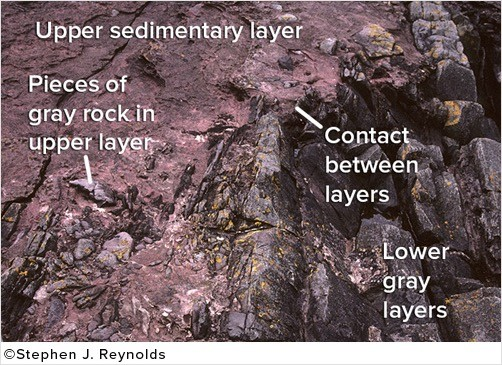 Upper sedimentary layer
Pieces of
gray rock in
upper layer
Contact
between
layers
Lower
gray
layers
©Stephen J. Reynolds